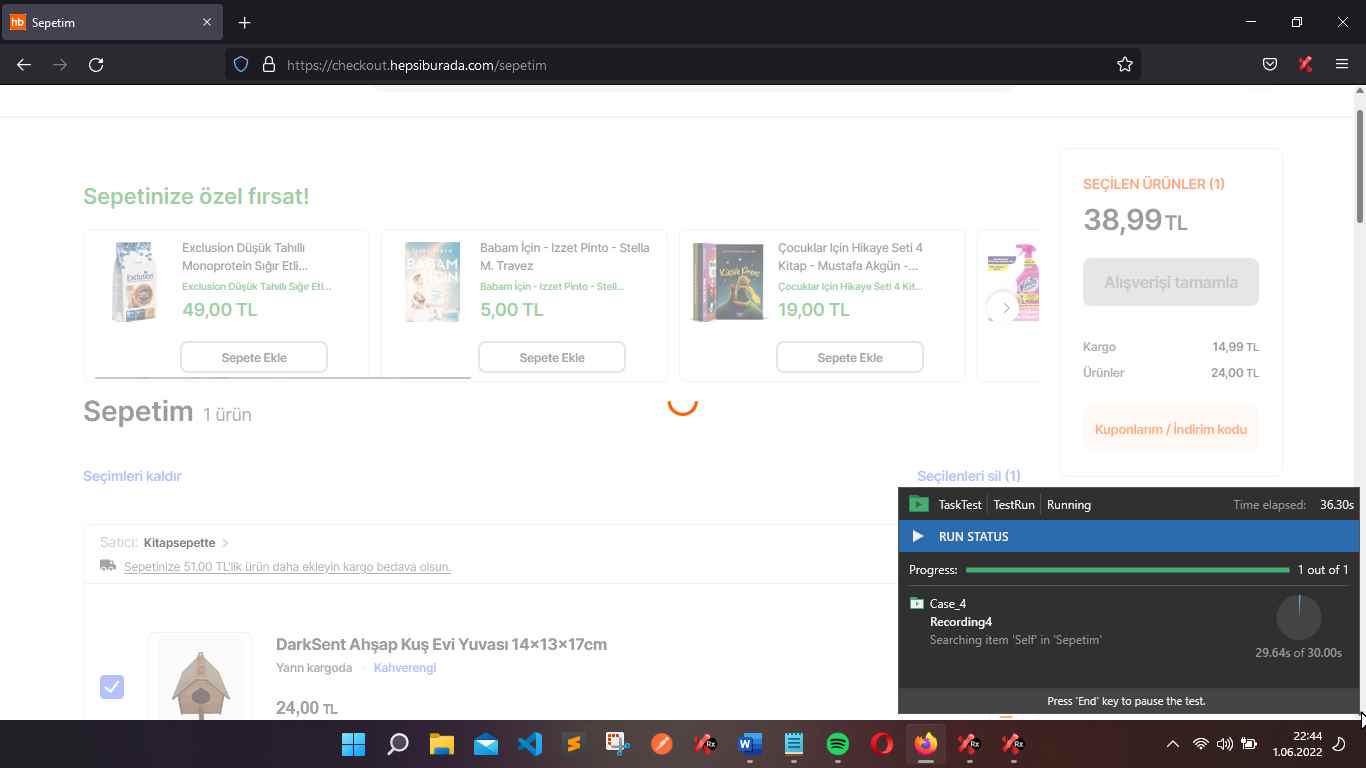 hb Sepetim
https://checkout.hepsiburada.com/sepetim
Sepetinize özel fırsat!
Exclusion Düşük Tahıllı
Monoprotein Sığır Etli...
Exclusion Düşük Tahıllı Sığır Etli...
49,00 TL
Sepete Ekle
BABAM
Babam İçin - Izzet Pinto - Stella
M. Travez
Babam İçin - Izzet Pinto - Stell...
5,00 TL
Sepete Ekle
Çocuklar Için Hikaye Seti 4
Kitap - Mustafa Akgün -...
Çocuklar Için Hikaye Seti 4 Kit...
19,00 TL
Sepete Ekle
SEÇİLEN ÜRÜNLER (1)
38,99 TL
Alışverişi tamamla
Kargo 14,99 TL
Ürünler 24,00 TL
Kuponlarım / İndirim kodu
Sepetim 1 ürün
Seçimleri kaldır
Seçilenleri sil (1)
Satıcı: Kitapsepette
Sepetinize 51,00 TL'lik ürün daha ekleyin kargo bedava olsun.
DarkSent Ahşap Kuş Evi Yuvası 14x13x17cm
Yarın kargoda Kahverengi
24,00 TL
TaskTest TestRun Running Time elapsed: 36.30s
RUN STATUS
Progress: 1 out of 1
Case_4
Recording4
Searching item 'Self' in 'Sepetim'
29.64s of 30.00s
Press 'End' key to pause the test.
22:44
1.06.2022